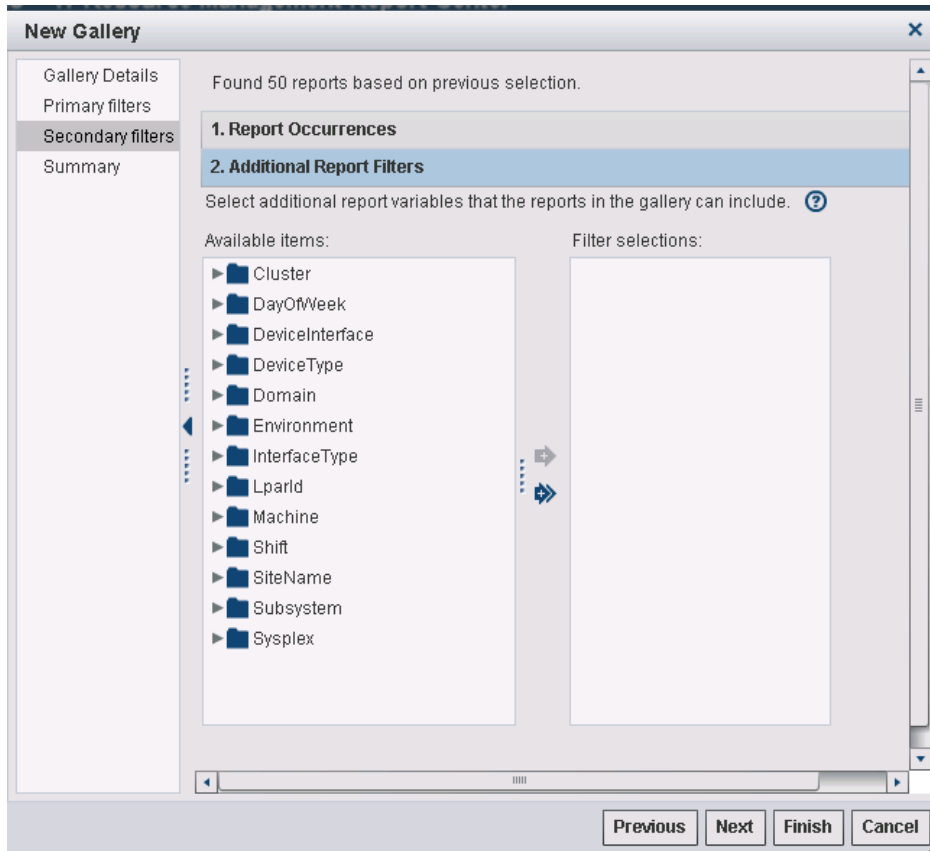 New Gallery
Gallery Details
Primary filters
Secondary filters
Summary
Found 50 reports based on previous selection.
1. Report Occurrences
2. Additional Report Filters
Select additional report variables that the reports in the gallery can include.
Available items:
Filter selections:
Cluster
DayOfWeek
DeviceInterface
DeviceType
Domain
Environment
InterfaceType
LparId
Machine
Shift
SiteName
Subsystem
Sysplex
Previous
Next
Finish
Cancel